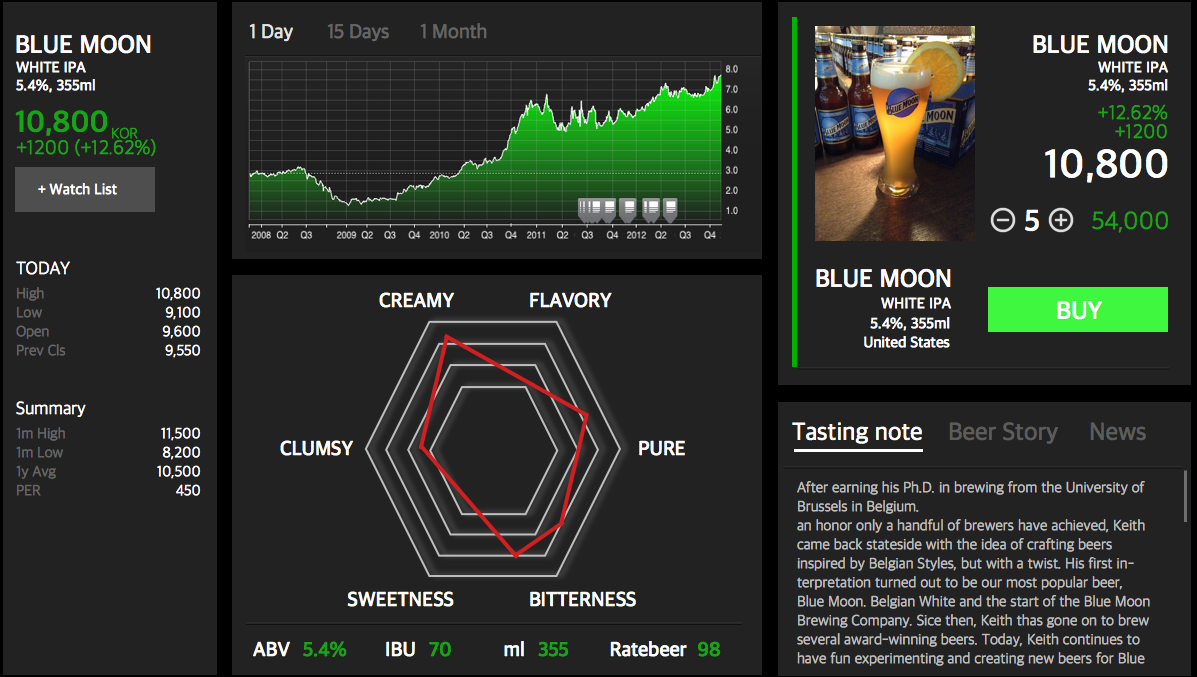 BLUE MOON
WHITE IPA
5.4%, 355ml
10,800 KOR
+1200 (+12.62%)
+ Watch List
TODAY
High 10,800
Low 9,100
Open 9,600
Prev Cls 9,550
Summary
1m High 11,500
1m Low 8,200
1y Avg 10,500
PER 450
1 Day 15 Days 1 Month
8.0
7.0
6.0
5.0
4.0
3.0
2.0
1.0
2008 Q2 Q3 2009 Q2 Q3 Q4 2010 Q2 Q3 Q4 2011 Q2 Q3 Q4 2012 Q2 Q3 Q4
CREAMY FLAVORY
CLUMSY PURE
SWEETNESS BITTERNESS
ABV 5.4% IBU 70 ml 355 Ratebeer 98
BLUE MOON
WHITE IPA
5.4%, 355ml
+12.62%
+1200
10,800
5 54,000
BLUE MOON
BLUE MOON
BLUE MOON
MOON
BLUE MOON
WHITE IPA
5.4%, 355ml
United States
BUY
Tasting note Beer Story News
After earning his Ph.D. in brewing from the University of
Brussels in Belgium.
an honor only a handful of brewers have achieved, Keith
came back stateside with the idea of crafting beers
inspired by Belgian Styles, but with a twist. His first in-
terpretation turned out to be our most popular beer,
Blue Moon. Belgian White and the start of the Blue Moon
Brewing Company. Sice then, Keith thas gone on to brew
several award-winning beers. Today, Keith continues to
have fun experimenting and creating new beers for Blue